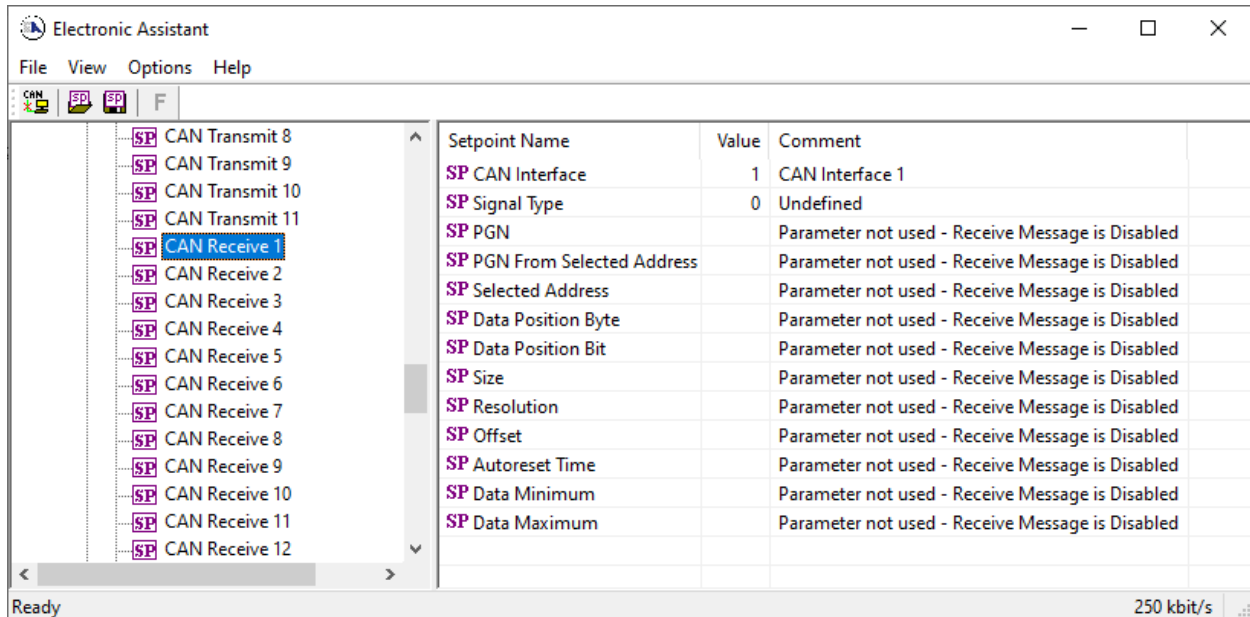 Electronic Assistant
File View Options Help
CAN SP SP F
SP CAN Transmit 8
SP CAN Transmit 9
SP CAN Transmit 10
SP CAN Transmit 11
SP CAN Receive 1
SP CAN Receive 2
SP CAN Receive 3
SP CAN Receive 4
SP CAN Receive 5
SP CAN Receive 6
SP CAN Receive 7
SP CAN Receive 8
SP CAN Receive 9
SP CAN Receive 10
SP CAN Receive 11
SP CAN Receive 12
Setpoint Name Value Comment
SP CAN Interface 1 CAN Interface 1
SP Signal Type 0 Undefined
SP PGN Parameter not used - Receive Message is Disabled
SP PGN From Selected Address Parameter not used - Receive Message is Disabled
SP Selected Address Parameter not used - Receive Message is Disabled
SP Data Position Byte Parameter not used - Receive Message is Disabled
SP Data Position Bit Parameter not used - Receive Message is Disabled
SP Size Parameter not used - Receive Message is Disabled
SP Resolution Parameter not used - Receive Message is Disabled
SP Offset Parameter not used - Receive Message is Disabled
SP Autoreset Time Parameter not used - Receive Message is Disabled
SP Data Minimum Parameter not used - Receive Message is Disabled
SP Data Maximum Parameter not used - Receive Message is Disabled
Ready 250 kbit/s